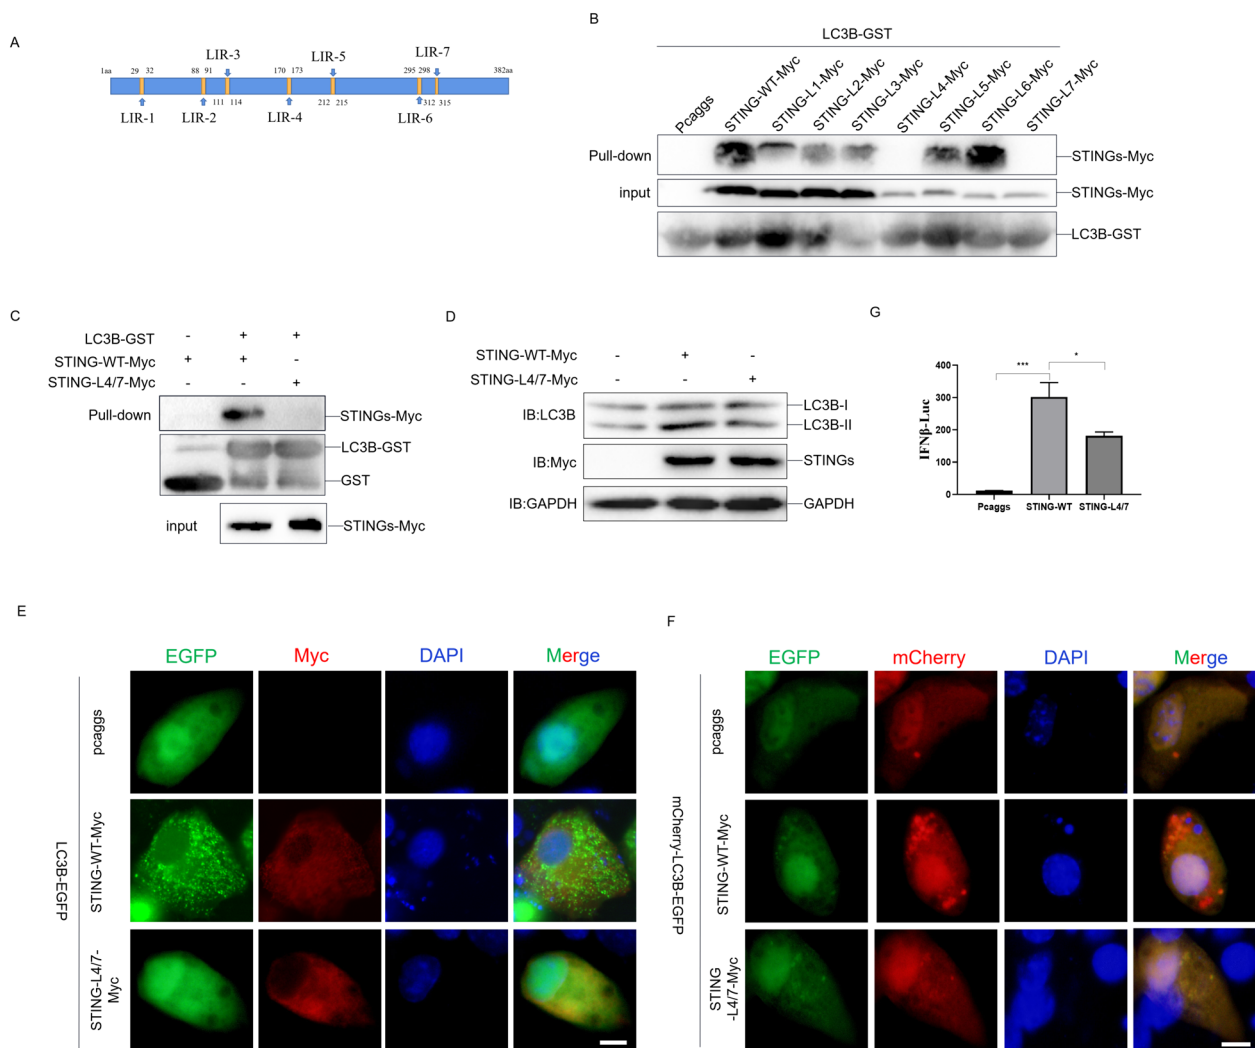 A
LIR-3
LIR-5
LIR-7
1aa
29
32
88
91
170
173
295
298
382aa
111
114
212
215
312
315
LIR-1
LIR-2
LIR-4
LIR-6
B
LC3B-GST
Pcaggs
STING-WT-Myc
STING-L1-Myc
STING-L2-Myc
STING-L3-Myc
STING-L4-Myc
STING-L5-Myc
STING-L6-Myc
STING-L7-Myc
Pull-down
STINGs-Myc
input
STINGs-Myc
LC3B-GST
C
LC3B-GST - + +
STING-WT-Myc + + -
STING-L4/7-Myc - - +
Pull-down
STINGs-Myc
LC3B-GST
GST
input
STINGs-Myc
D
STING-WT-Myc - + -
STING-L4/7-Myc - - +
IB:LC3B
LC3B-I
LC3B-II
IB:Myc
STINGs
IB:GAPDH
GAPDH
G
***
*
IFNβ-Luc
400
300
200
100
0
Pcaggs STING-WT STING-L4/7
E
EGFP Myc DAPI Merge
LC3B-EGFP
pcaggs
STING-WT-Myc
STING-L4/7-
Myc
F
EGFP mCherry DAPI Merge
mCherry-LC3B-EGFP
pcaggs
STING-WT-Myc
STING
-L4/7-Myc